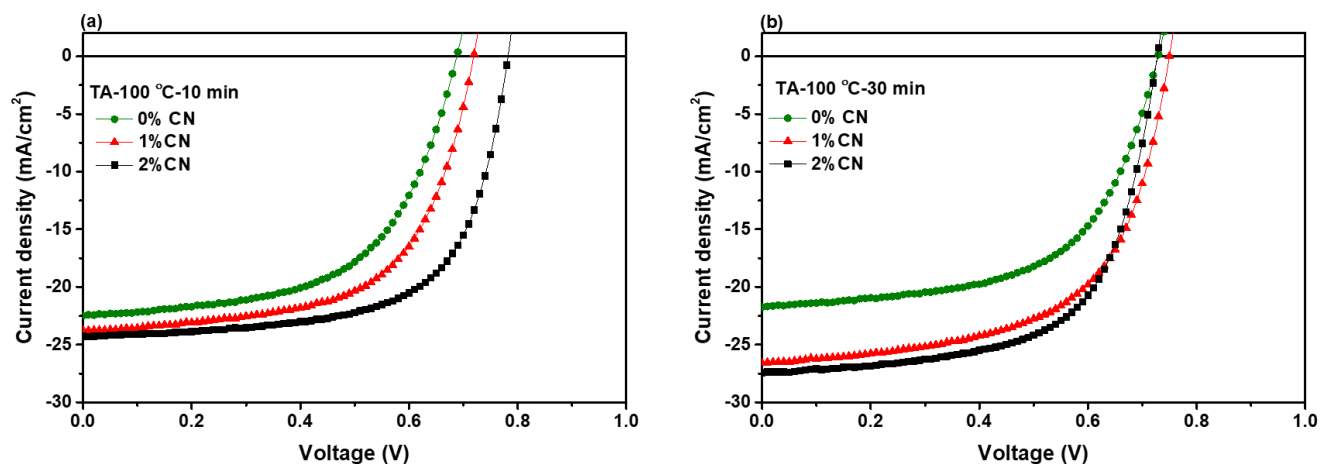 (a)
0
-5
-10
-15
-20
-25
-30
Current density (mA/cm²)
TA-100 °C-10 min
0% CN
1%CN
2%CN
0.0
0.2
0.4
0.6
0.8
1.0
Voltage (V)
(b)
0
-5
-10
-15
-20
-25
-30
Current density (mA/cm²)
TA-100 °C-30 min
0% CN
1%CN
2%CN
0.0
0.2
0.4
0.6
0.8
1.0
Voltage (V)